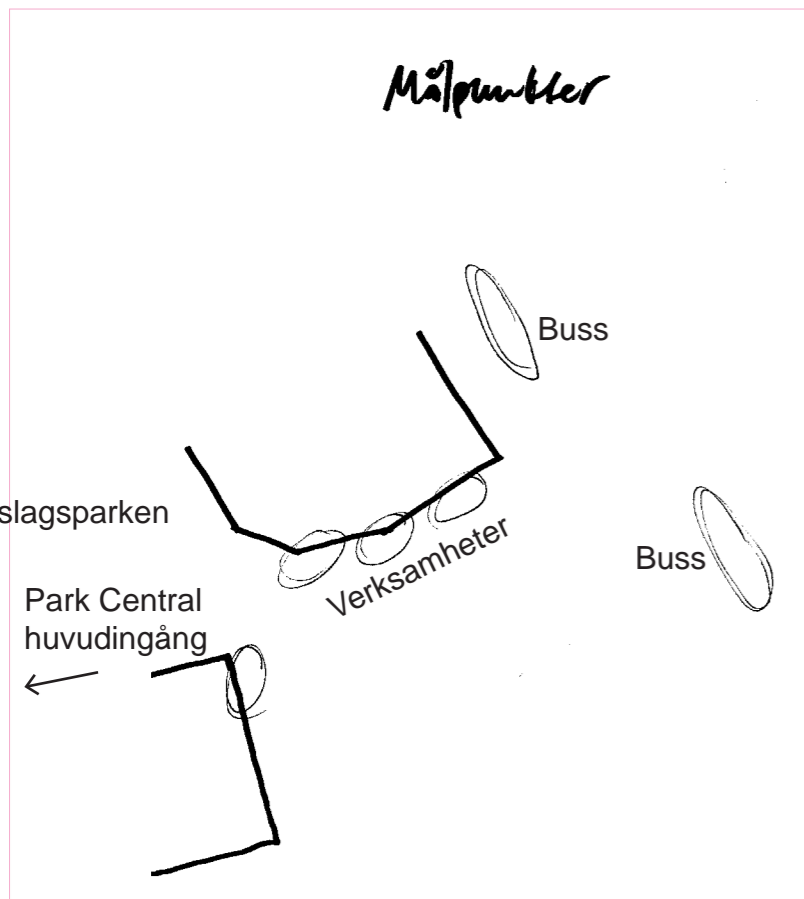 Målpunkter
Buss
slagsparken
Buss
Verksamheter
Park Central
huvudingång